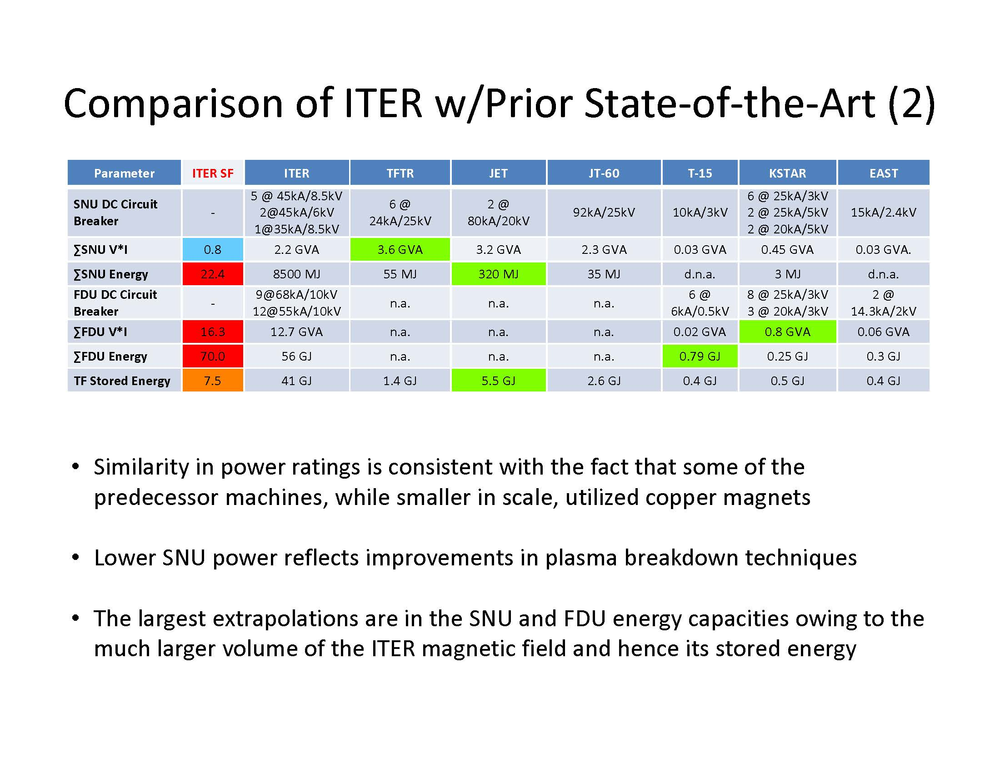 Comparison of ITER w/Prior State-of-the-Art (2)
Parameter ITER SF ITER TFTR JET JT-60 T-15 KSTAR EAST
SNU DC Circuit Breaker - 5 @ 45kA/8.5kV 2@45kA/6kV 1@35kA/8.5kV 6 @ 24kA/25kV 2 @ 80kA/20kV 92kA/25kV 10kA/3kV 6 @ 25kA/3kV 2 @ 25kA/5kV 2 @ 20kA/5kV 15kA/2.4kV
∑SNU V*I 0.8 2.2 GVA 3.6 GVA 3.2 GVA 2.3 GVA 0.03 GVA 0.45 GVA 0.03 GVA.
∑SNU Energy 22.4 8500 MJ 55 MJ 320 MJ 35 MJ d.n.a. 3 MJ d.n.a.
FDU DC Circuit Breaker - 9@68kA/10kV 12@55kA/10kV n.a. n.a. n.a. 6 @ 6kA/0.5kV 8 @ 25kA/3kV 3 @ 20kA/3kV 2 @ 14.3kA/2kV
∑FDU V*I 16.3 12.7 GVA n.a. n.a. n.a. 0.02 GVA 0.8 GVA 0.06 GVA
∑FDU Energy 70.0 56 GJ n.a. n.a. n.a. 0.79 GJ 0.25 GJ 0.3 GJ
TF Stored Energy 7.5 41 GJ 1.4 GJ 5.5 GJ 2.6 GJ 0.4 GJ 0.5 GJ 0.4 GJ
• Similarity in power ratings is consistent with the fact that some of the
predecessor machines, while smaller in scale, utilized copper magnets
• Lower SNU power reflects improvements in plasma breakdown techniques
• The largest extrapolations are in the SNU and FDU energy capacities owing to the
much larger volume of the ITER magnetic field and hence its stored energy